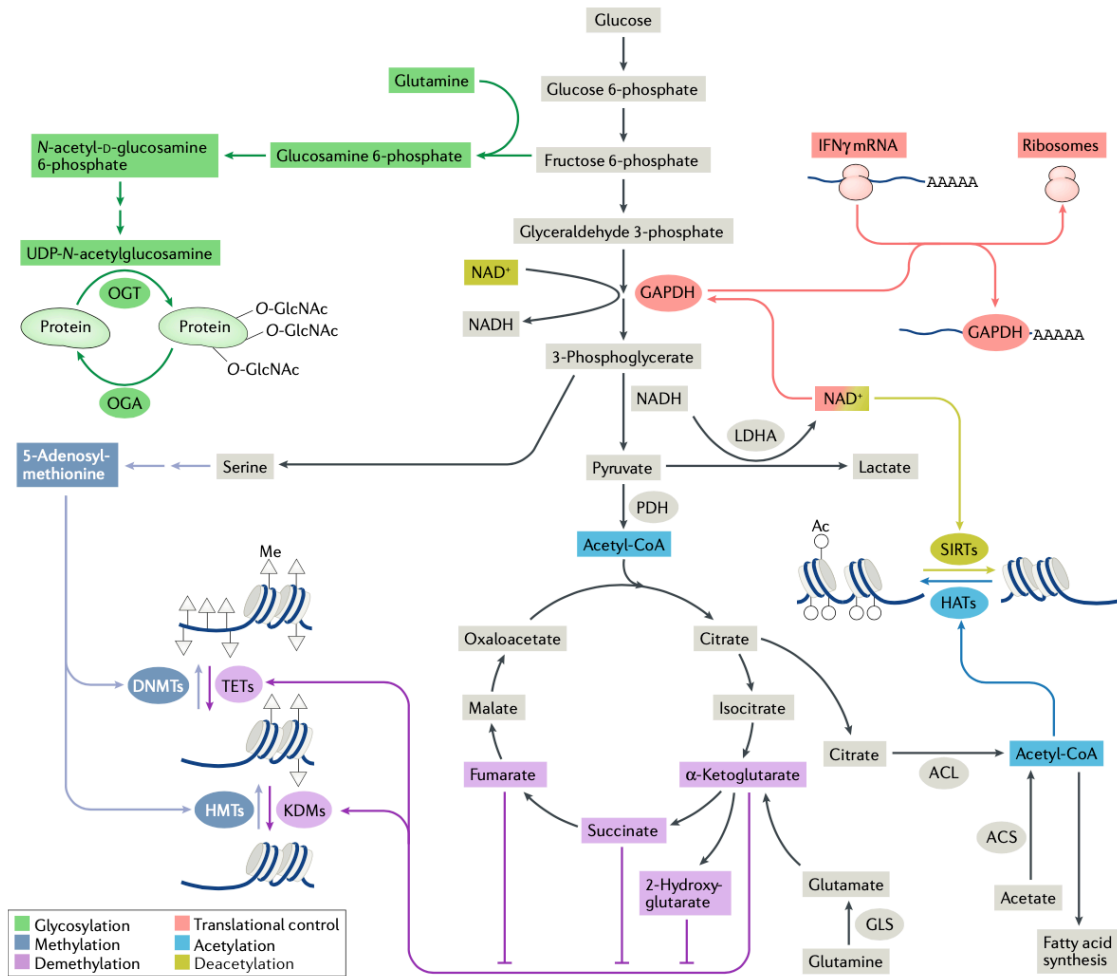 Glucose
Glutamine
Glucose 6-phosphate
N-acetyl-D-glucosamine
6-phosphate
Glucosamine 6-phosphate
Fructose 6-phosphate
IFNγ mRNA
Ribosomes
AAAAA
Glyceraldehyde 3-phosphate
UDP-N-acetylglucosamine
NAD⁺
OGT
GAPDH
Protein
Protein
O-GlcNAc
O-GlcNAc
O-GlcNAc
NADH
GAPDH
AAAAA
3-Phosphoglycerate
OGA
NADH
NAD⁺
LDHA
5-Adenosyl-
methionine
Serine
Pyruvate
Lactate
PDH
Ac
Acetyl-CoA
SIRTs
Me
HATs
Oxaloacetate
Citrate
DNMTs
TETs
Malate
Isocitrate
Citrate
ACL
Acetyl-CoA
Fumarate
α-Ketoglutarate
HMTs
KDMs
Succinate
ACS
2-Hydroxy-
glutarate
Glutamate
Acetate
GLS
Glutamine
Fatty acid
synthesis
Glycosylation
Methylation
Demethylation
Translational control
Acetylation
Deacetylation